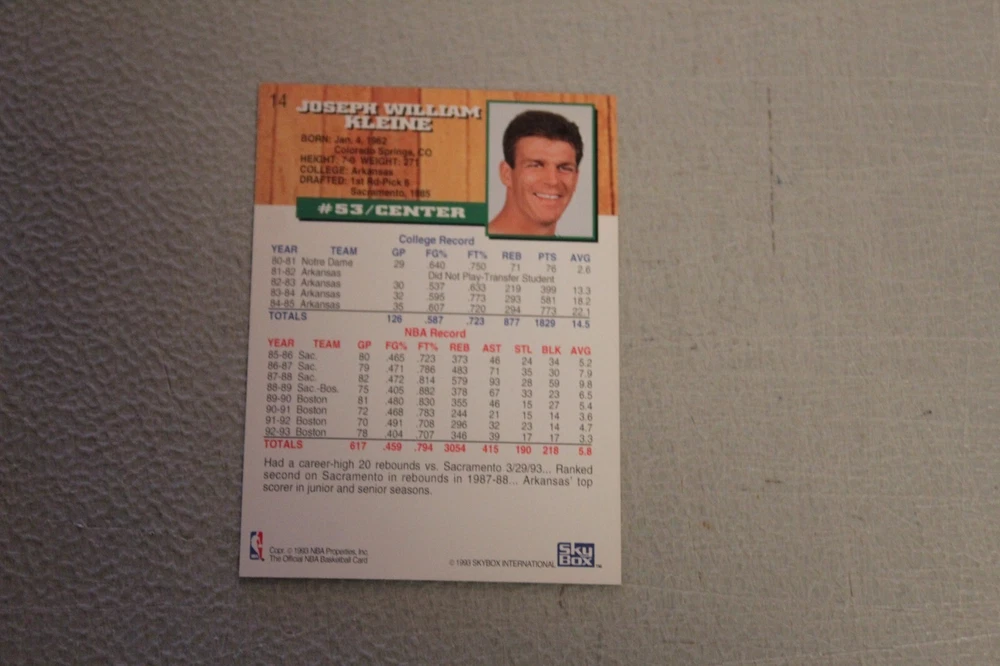 14
JOSEPH WILLIAM
KLEINE
BORN: Jan. 4, 1962
Colorado Springs, CO
HEIGHT: 7-0 WEIGHT: 271
COLLEGE: Arkansas
DRAFTED: 1st Rd-Pick 6
Sacramento, 1985
#53/CENTER
College Record
YEAR TEAM GP FG% FT% REB PTS AVG
80-81 Notre Dame 29 .640 .750 71 76 2.6
81-82 Arkansas Did Not Play-Transfer Student
82-83 Arkansas 30 .537 .633 219 399 13.3
83-84 Arkansas 32 .595 .773 293 581 18.2
84-85 Arkansas 35 .607 .720 294 773 22.1
TOTALS 126 .587 .723 877 1829 14.5
NBA Record
YEAR TEAM GP FG% FT% REB AST STL BLK AVG
85-86 Sac. 80 .465 .723 373 46 24 34 5.2
86-87 Sac. 79 .471 .786 483 71 35 30 7.9
87-88 Sac. 82 .472 .814 579 93 28 59 9.8
88-89 Sac.-Bos. 75 .405 .882 378 67 33 23 6.5
89-90 Boston 81 .480 .830 355 46 15 27 5.4
90-91 Boston 72 .468 .783 244 21 15 14 3.6
91-92 Boston 70 .491 .708 296 32 23 14 4.7
92-93 Boston 78 .404 .707 346 39 17 17 3.3
TOTALS 617 .459 .794 3054 415 190 218 5.8
Had a career-high 20 rebounds vs. Sacramento 3/29/93... Ranked
second on Sacramento in rebounds in 1987-88... Arkansas' top
scorer in junior and senior seasons.
Copr. © 1993 NBA Properties, Inc.
The Official NBA Basketball Card
© 1993 SKYBOX INTERNATIONAL
SkyBox™